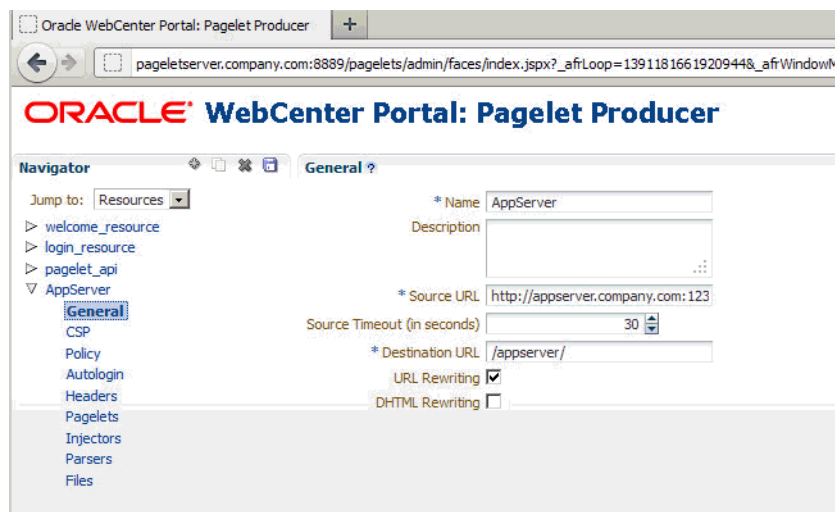 Oracle WebCenter Portal: Pagelet Producer
pageletserver.company.com:8889/pagelets/admin/faces/index.jspx?_afrLoop=1391181661920944&_afrWindowM
ORACLE WebCenter Portal: Pagelet Producer
Navigator
General ?
Jump to: Resources
welcome_resource
login_resource
pagelet_api
AppServer
General
CSP
Policy
Autologin
Headers
Pagelets
Injectors
Parsers
Files
* Name AppServer
Description
* Source URL http://appserver.company.com:123
Source Timeout (in seconds) 30
* Destination URL /appserver/
URL Rewriting
DHTML Rewriting